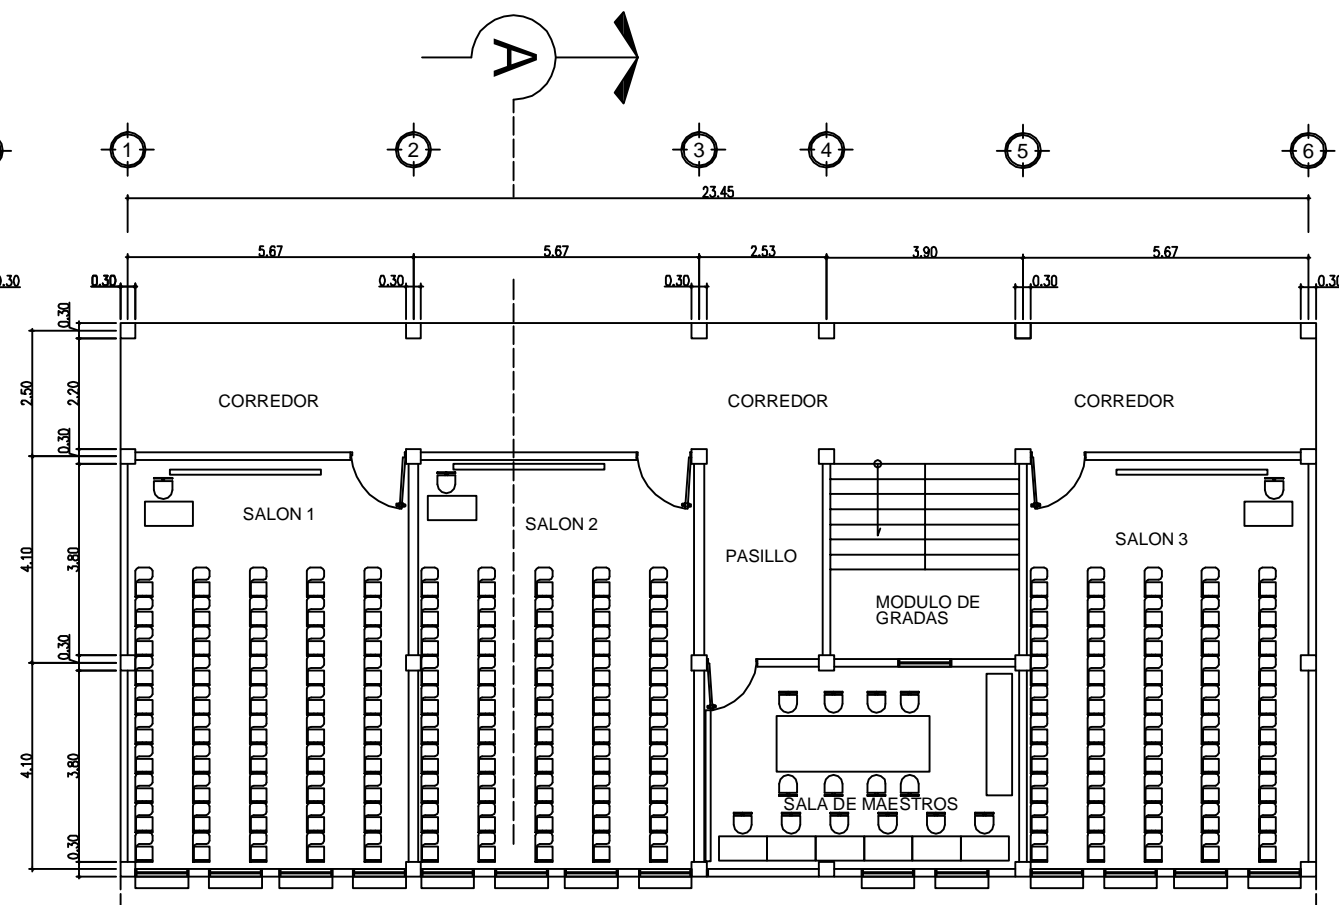 A
1 2 3 4 5 6
23.45
5.67 5.67 2.53 3.90 5.67
0.30 0.30 0.30 0.30 0.30 0.30
0.30
2.50 2.20
CORREDOR CORREDOR CORREDOR
0.30
SALON 1 SALON 2 SALON 3
4.10 3.80
PASILLO
MODULO DE
GRADAS
0.30
4.10 3.80
SALA DE MAESTROS
0.30